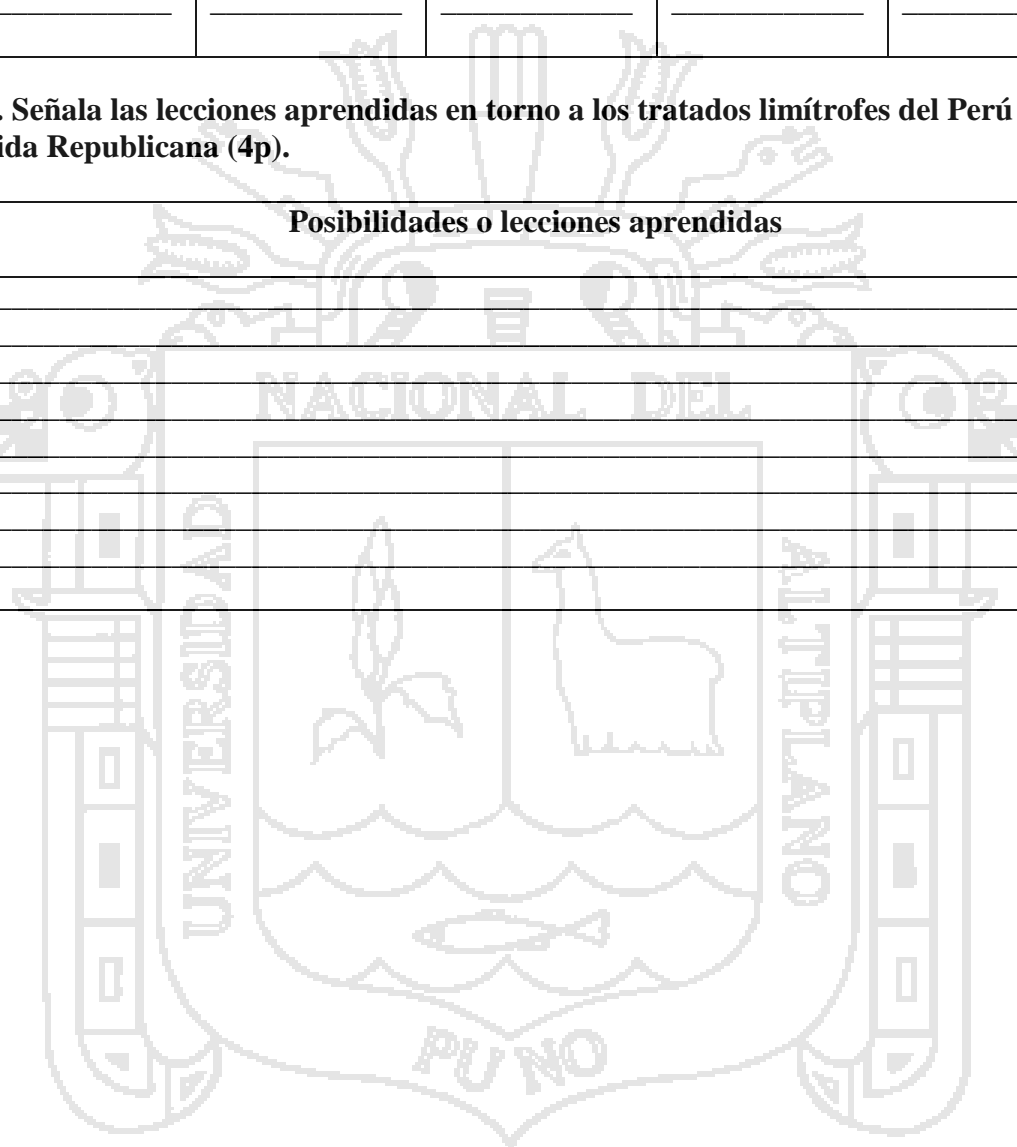 . Señala las lecciones aprendidas en torno a los tratados limítrofes del Perú
ida Republicana (4p).
Posibilidades o lecciones aprendidas
NACIONAL DEL
UNIVERSIDAD
ALTIPLANO
PUNO